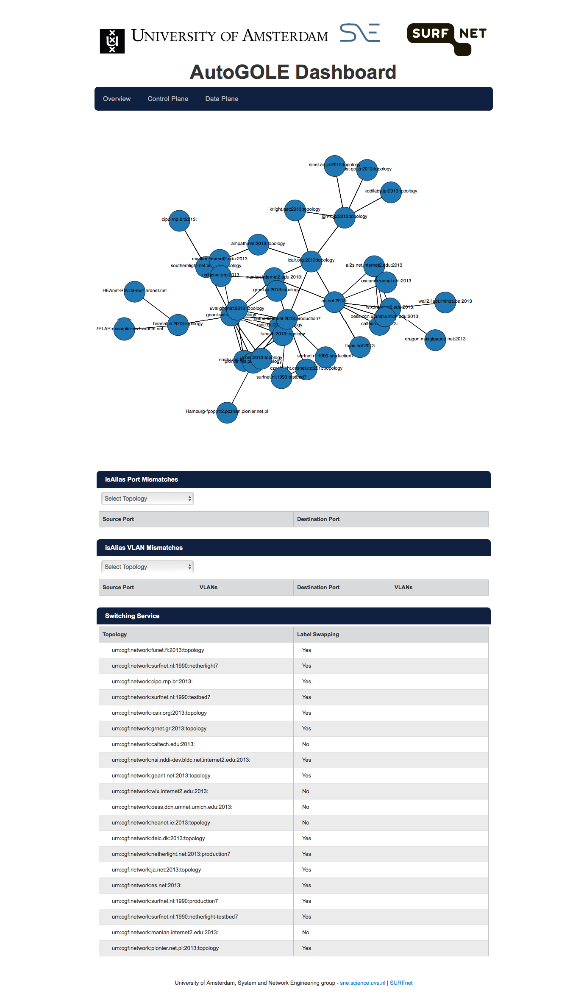 UNIVERSITY OF AMSTERDAM
SNE
SURF NET
AutoGOLE Dashboard
Overview Control Plane Data Plane
sinet.ac.jp:2013:topology
ist.go.jp:2013:topology
kddilabs.jp:2013:topology
krlight.net:2013:topology
jgn-x.jp:2013:topology
cipo.rnp.br:2013:
ampath.net:2013:topology
manlan.internet2.edu:2013
icair.org:2013:topology
southernlight.net.br
ology
al2s.net.internet2.edu:2013
uslhcnet.org:2013
manlan.internet2.edu:2013:
oscars.kreonet.net:2013
HEAnet-RIA:ria-sw1.ardnet.net
grnet.gr:2013:topology
es.net:2013:
wall2.ilabt.iminds.be:2013
uvalight.net:2013:topology
wix.internet2.edu:2013:
geant.net:2
ology
netherlight.net:2013:production7
oess.dcn.umnet.umich.edu:2013:
heanet.ie:2013:topology
deic.dk:20
ogy
caltech.
13:
MPLAR:exemplar-sw1.ardnet.net
funet.fi:2013:topology
dragon.maxgigapop.net:2013
tb.es.net:2013
surfnet.nl:1990:production7
ja.net:2013:topology
nordu.net:2
pionier.net.pl
ology
czechlight.cesnet.cz:2013:topology
surfnet.nl:1990:testbed7
Hamburg-fpop:rtr2.poznan.pionier.net.pl
isAlias Port Mismatches
Select Topology
Source Port Destination Port
isAlias VLAN Mismatches
Select Topology
Source Port VLANs Destination Port VLANs
Switching Service
Topology Label Swapping
urn:ogf:network:funet.fi:2013:topology Yes
urn:ogf:network:surfnet.nl:1990:netherlight7 Yes
urn:ogf:network:cipo.rnp.br:2013: Yes
urn:ogf:network:surfnet.nl:1990:testbed7 Yes
urn:ogf:network:icair.org:2013:topology Yes
urn:ogf:network:grnet.gr:2013:topology Yes
urn:ogf:network:caltech.edu:2013: No
urn:ogf:network:nsi.nddi-dev.bldc.net.internet2.edu:2013: Yes
urn:ogf:network:geant.net:2013:topology Yes
urn:ogf:network:wix.internet2.edu:2013: No
urn:ogf:network:oess.dcn.umnet.umich.edu:2013: No
urn:ogf:network:heanet.ie:2013:topology No
urn:ogf:network:deic.dk:2013:topology Yes
urn:ogf:network:netherlight.net:2013:production7 Yes
urn:ogf:network:ja.net:2013:topology Yes
urn:ogf:network:es.net:2013: Yes
urn:ogf:network:surfnet.nl:1990:production7 Yes
urn:ogf:network:surfnet.nl:1990:netherlight-testbed7 Yes
urn:ogf:network:manlan.internet2.edu:2013: No
urn:ogf:network:pionier.net.pl:2013:topology Yes
University of Amsterdam, System and Network Engineering group - sne.science.uva.nl | SURFnet